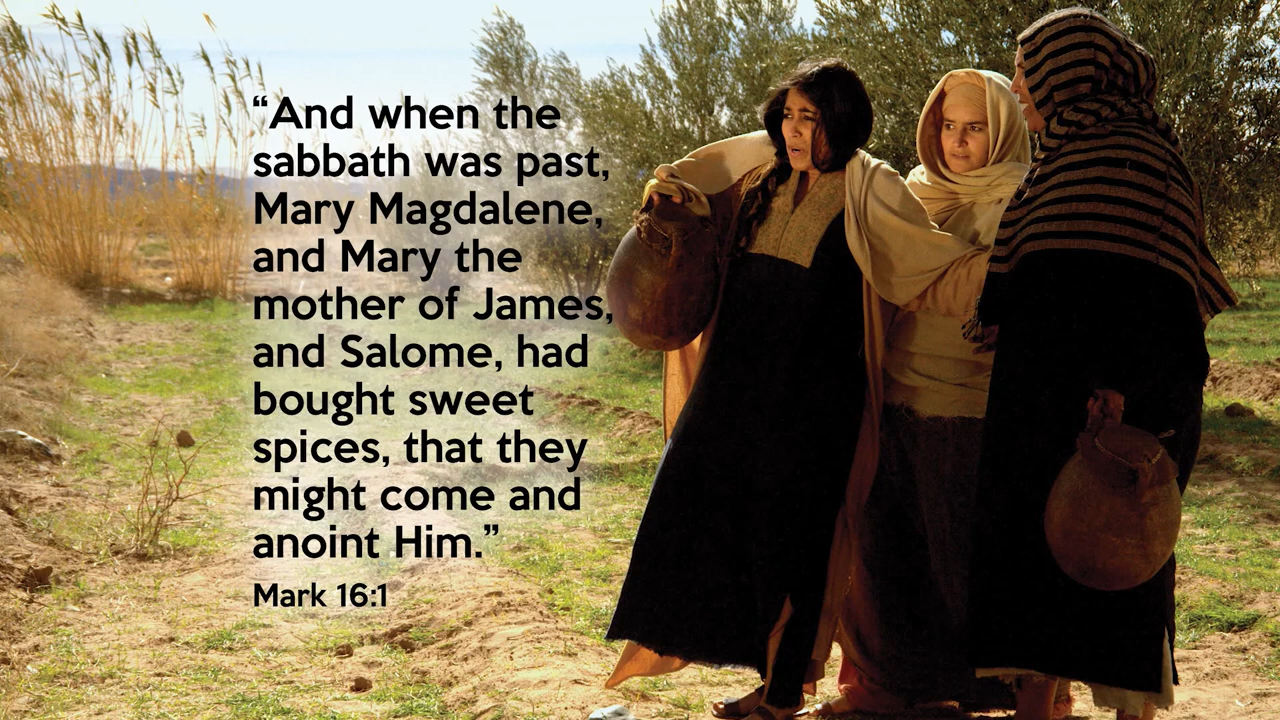 “And when the
sabbath was past,
Mary Magdalene,
and Mary the
mother of James,
and Salome, had
bought sweet
spices, that they
might come and
anoint Him.”
Mark 16:1